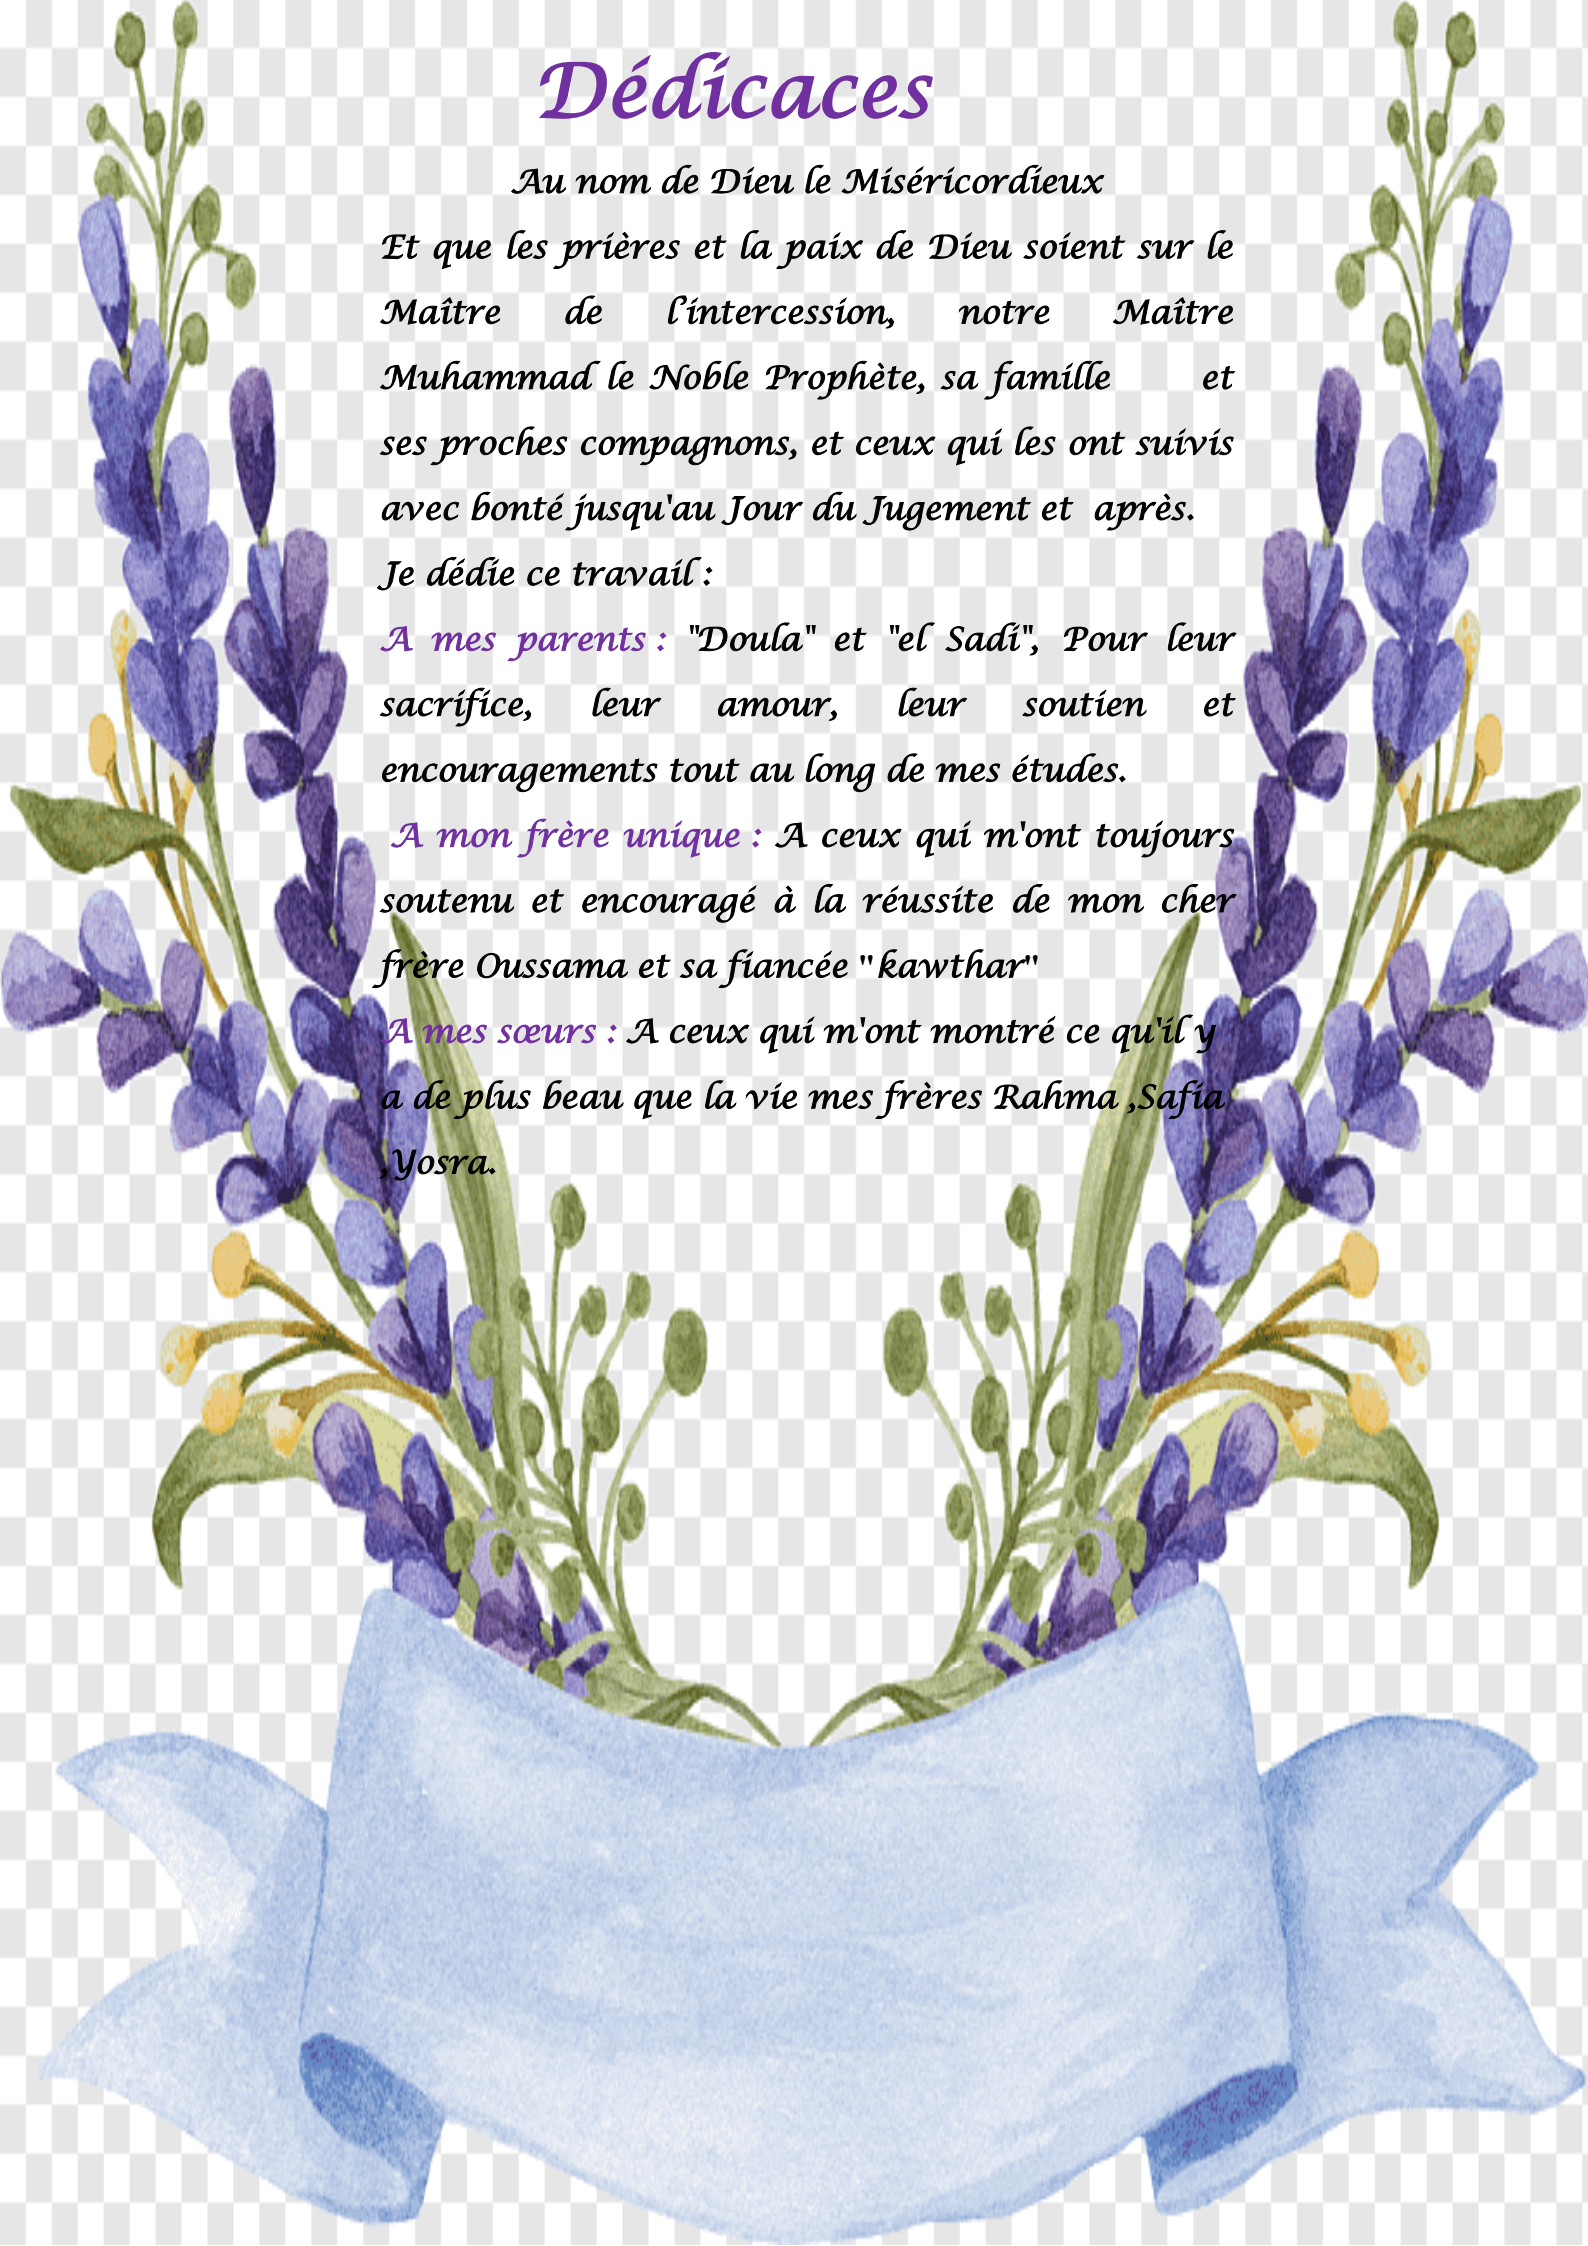 Dédicaces
Au nom de Dieu le Miséricordieux
Et que les prières et la paix de Dieu soient sur le
Maître de l'intercession, notre Maître
Muhammad le Noble Prophète, sa famille et
ses proches compagnons, et ceux qui les ont suivis
avec bonté jusqu'au Jour du Jugement et après.
Je dédie ce travail :
A mes parents : "Doula" et "el Sadi", Pour leur
sacrifice, leur amour, leur soutien et
encouragements tout au long de mes études.
A mon frère unique : A ceux qui m'ont toujours
soutenu et encouragé à la réussite de mon cher
frère Oussama et sa fiancée "kawthar"
A mes sœurs : A ceux qui m'ont montré ce qu'il y
a de plus beau que la vie mes frères Rahma ,Safia
,Yosra.